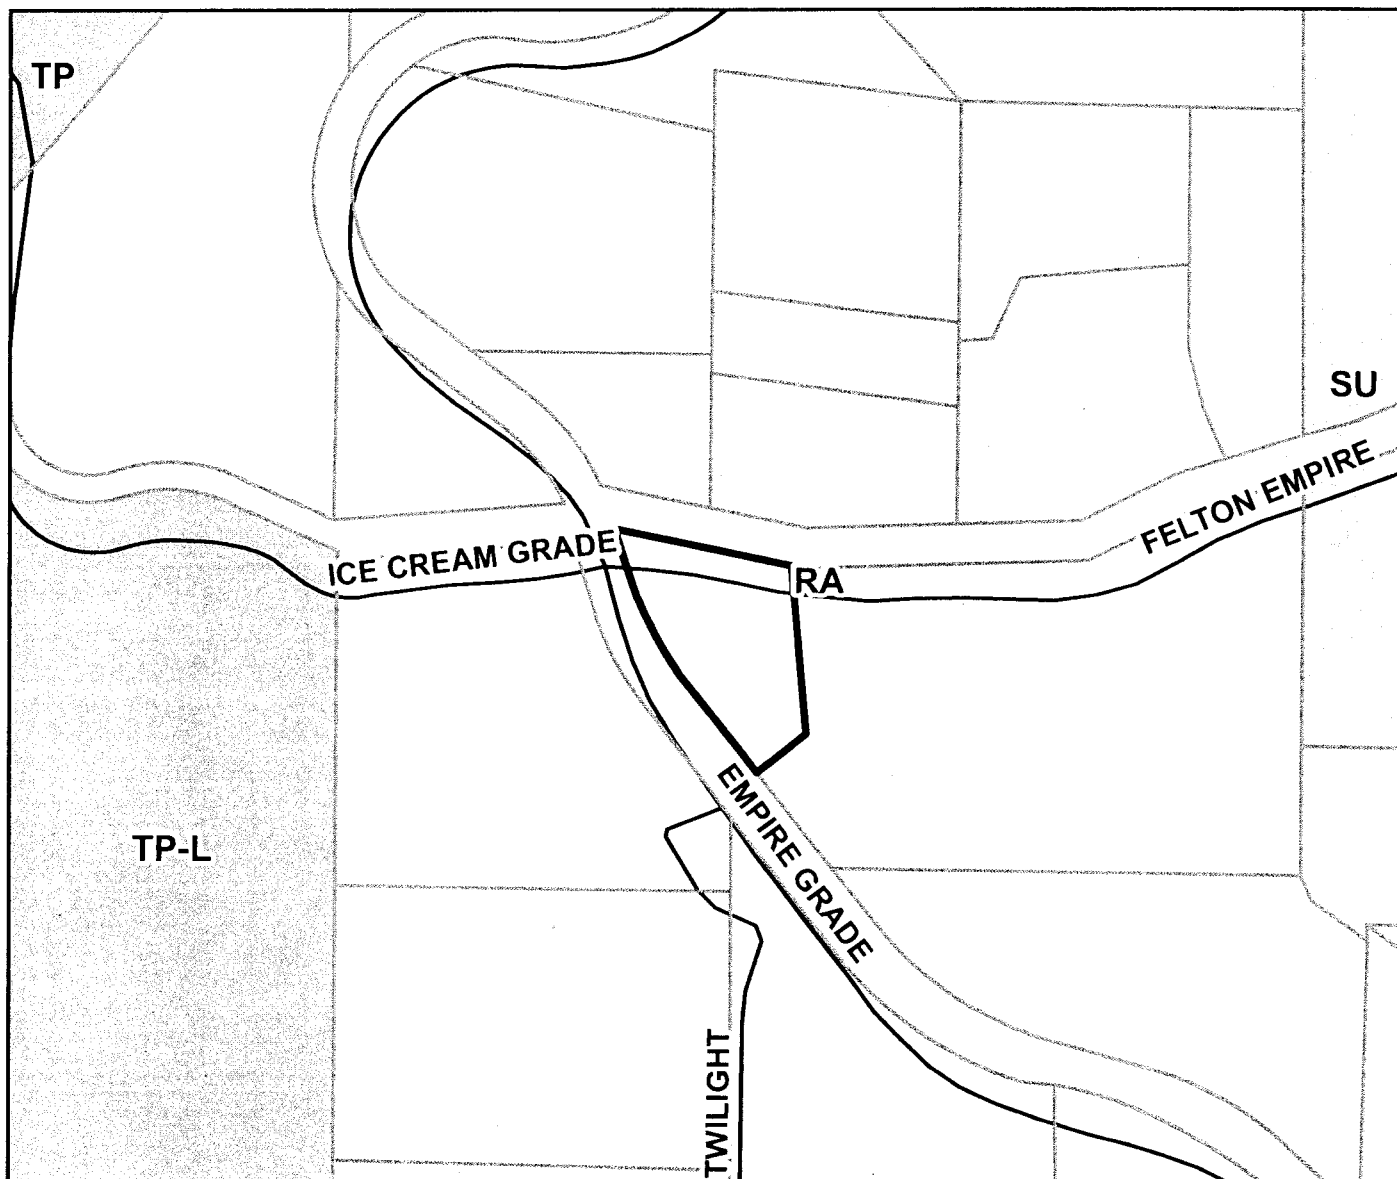 TP
SU
FELTON EMPIRE
ICE CREAM GRADE
RA
EMPIRE GRADE
TP-L
TWILIGHT